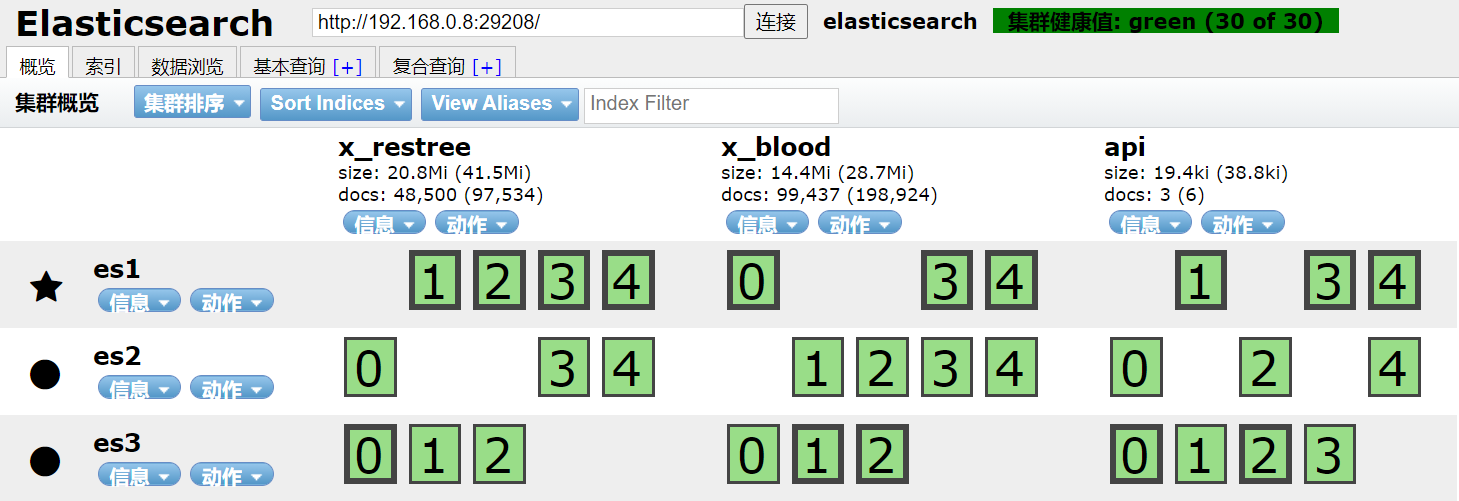 Elasticsearch http://192.168.0.8:29208/ 连接 elasticsearch 集群健康值: green (30 of 30)
概览 索引 数据浏览 基本查询 [+] 复合查询 [+]
集群概览 集群排序 Sort Indices View Aliases Index Filter
x_restree x_blood api
size: 20.8Mi (41.5Mi) size: 14.4Mi (28.7Mi) size: 19.4ki (38.8ki)
docs: 48,500 (97,534) docs: 99,437 (198,924) docs: 3 (6)
信息 动作 信息 动作 信息 动作
es1 1 2 3 4 0 3 4 1 3 4
信息 动作
es2 0 3 4 1 2 3 4 0 2 4
信息 动作
es3 0 1 2 0 1 2 0 1 2 3
信息 动作